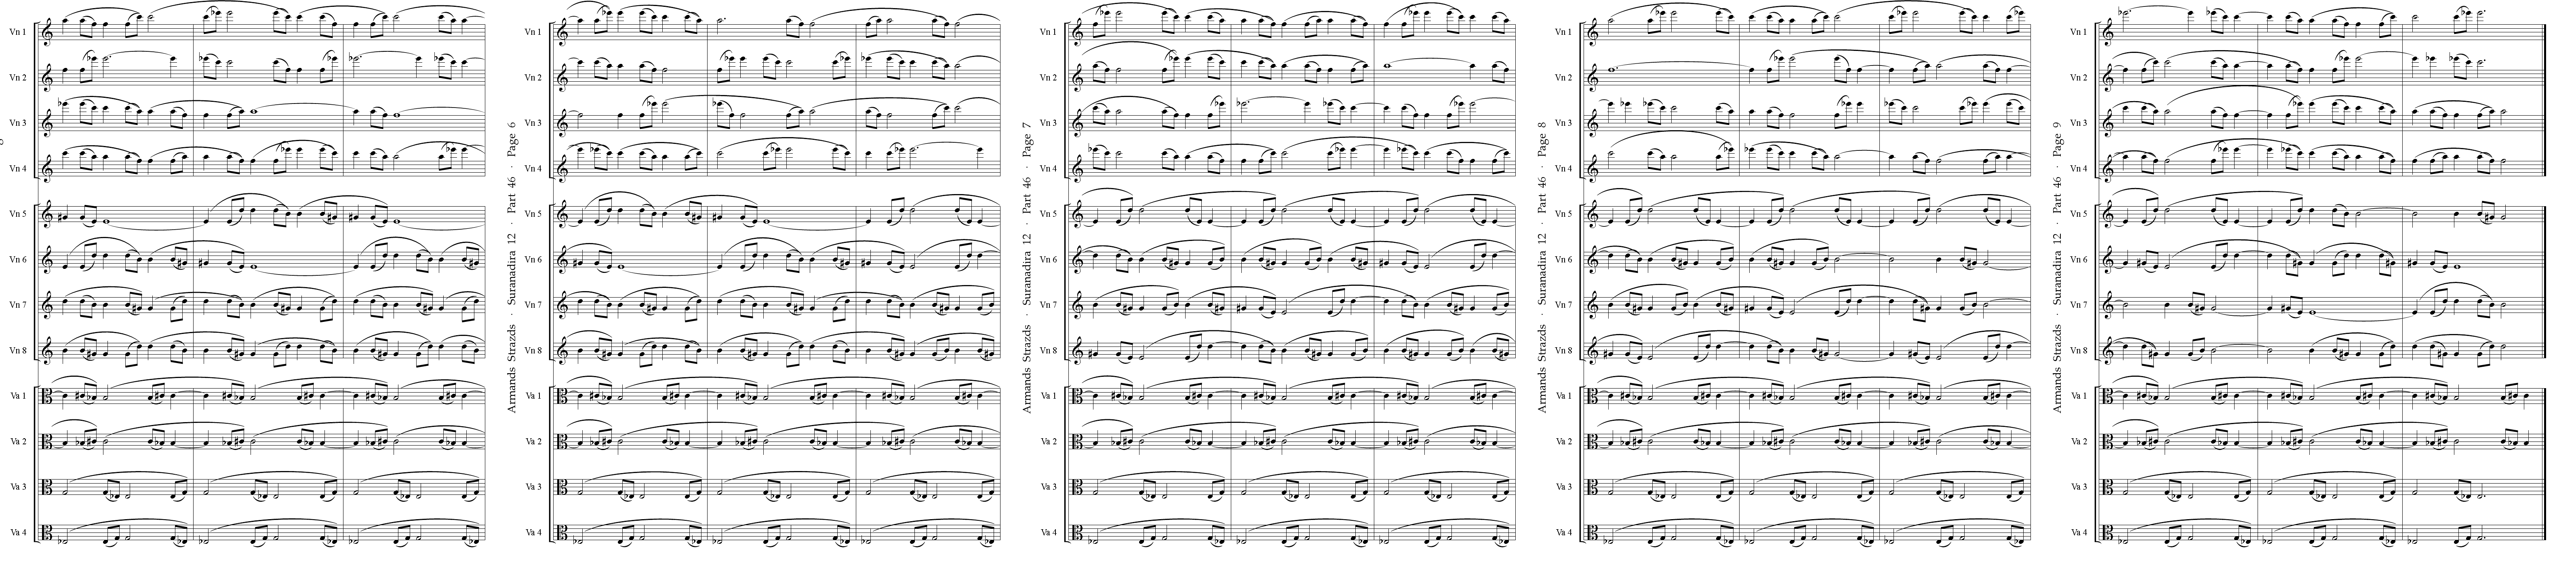 Vn 1
Vn 2
Vn 3
Vn 4
Vn 5
Vn 6
Vn 7
Vn 8
Va 1
Va 2
Va 3
Va 4
Armands Strazds · Suranadira 12 · Part 46 · Page 6
Vn 1
Vn 2
Vn 3
Vn 4
Vn 5
Vn 6
Vn 7
Vn 8
Va 1
Va 2
Va 3
Va 4
Armands Strazds · Suranadira 12 · Part 46 · Page 7
Vn 1
Vn 2
Vn 3
Vn 4
Vn 5
Vn 6
Vn 7
Vn 8
Va 1
Va 2
Va 3
Va 4
Armands Strazds · Suranadira 12 · Part 46 · Page 8
Vn 1
Vn 2
Vn 3
Vn 4
Vn 5
Vn 6
Vn 7
Vn 8
Va 1
Va 2
Va 3
Va 4
Armands Strazds · Suranadira 12 · Part 46 · Page 9
Vn 1
Vn 2
Vn 3
Vn 4
Vn 5
Vn 6
Vn 7
Vn 8
Va 1
Va 2
Va 3
Va 4